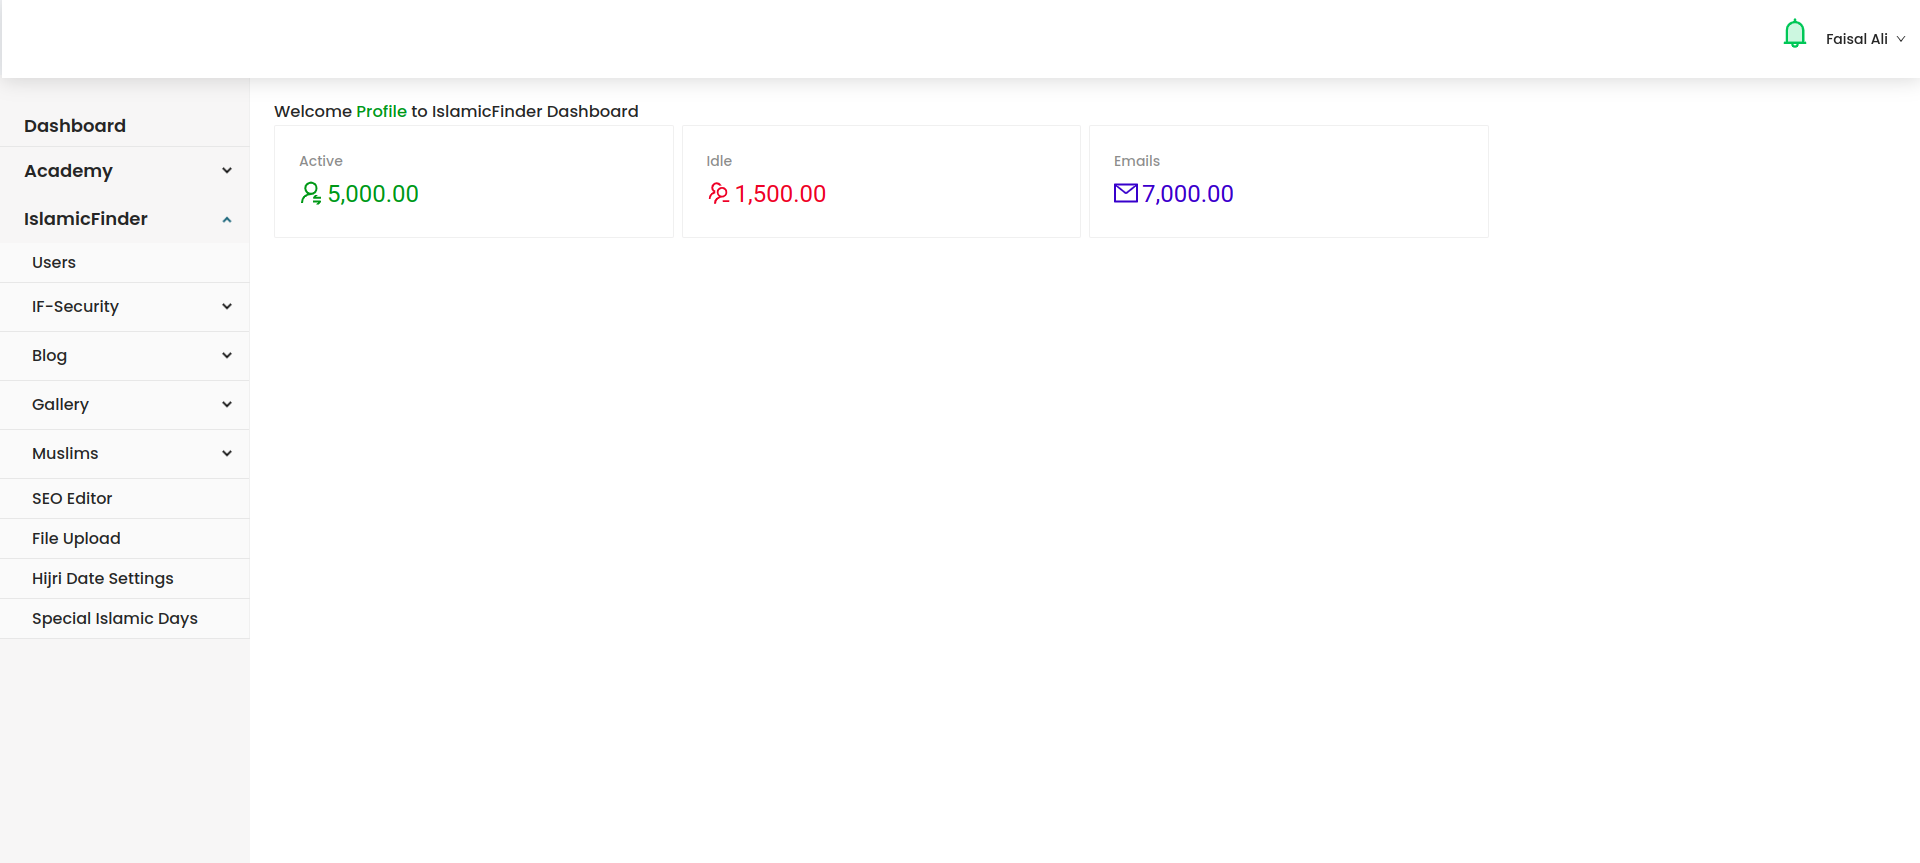 Faisal Ali
Dashboard
Academy
IslamicFinder
Users
IF-Security
Blog
Gallery
Muslims
SEO Editor
File Upload
Hijri Date Settings
Special Islamic Days
Welcome Profile to IslamicFinder Dashboard
Active
5,000.00
Idle
1,500.00
Emails
7,000.00